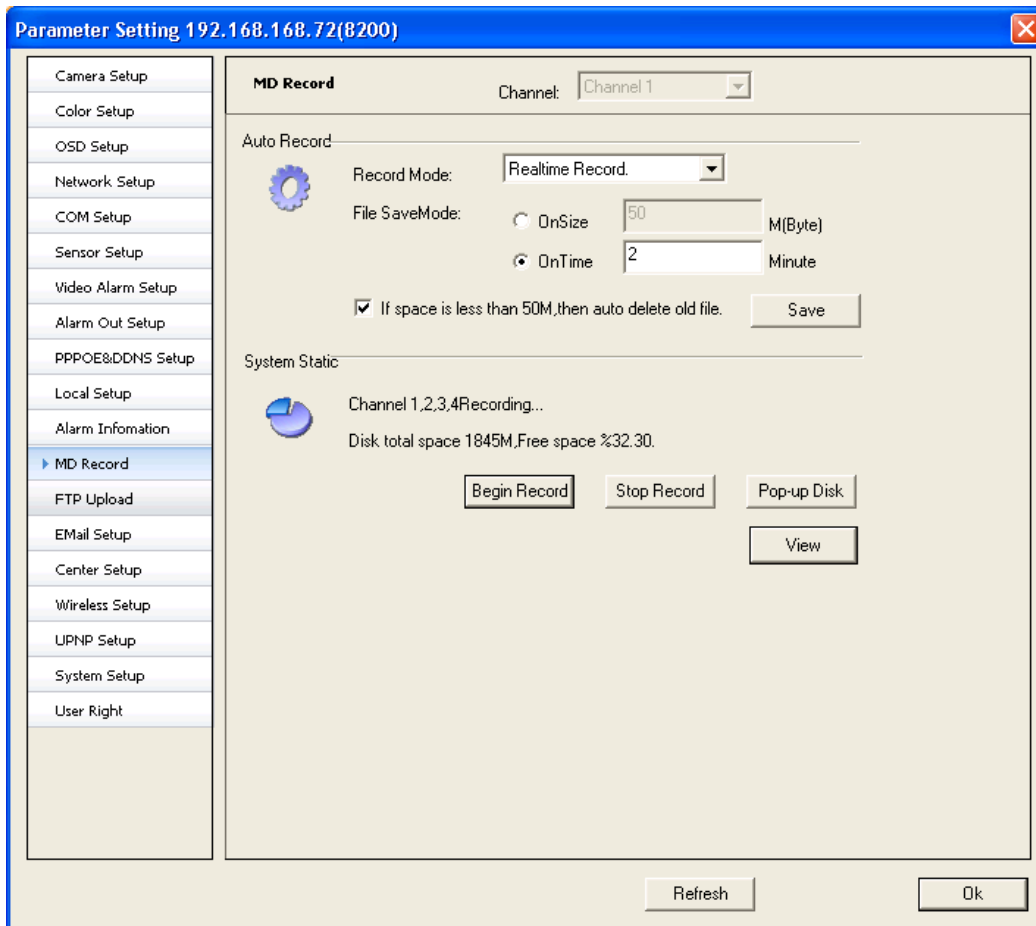 Parameter Setting 192.168.168.72(8200)
Camera Setup
Color Setup
OSD Setup
Network Setup
COM Setup
Sensor Setup
Video Alarm Setup
Alarm Out Setup
PPPOE&DDNS Setup
Local Setup
Alarm Infomation
MD Record
FTP Upload
EMail Setup
Center Setup
Wireless Setup
UPNP Setup
System Setup
User Right
MD Record Channel: Channel 1
Auto Record
Record Mode: Realtime Record.
File SaveMode: OnSize 50 M(Byte)
OnTime 2 Minute
If space is less than 50M,then auto delete old file. Save
System Static
Channel 1,2,3,4Recording...
Disk total space 1845M,Free space %32.30.
Begin Record Stop Record Pop-up Disk
View
Refresh Ok